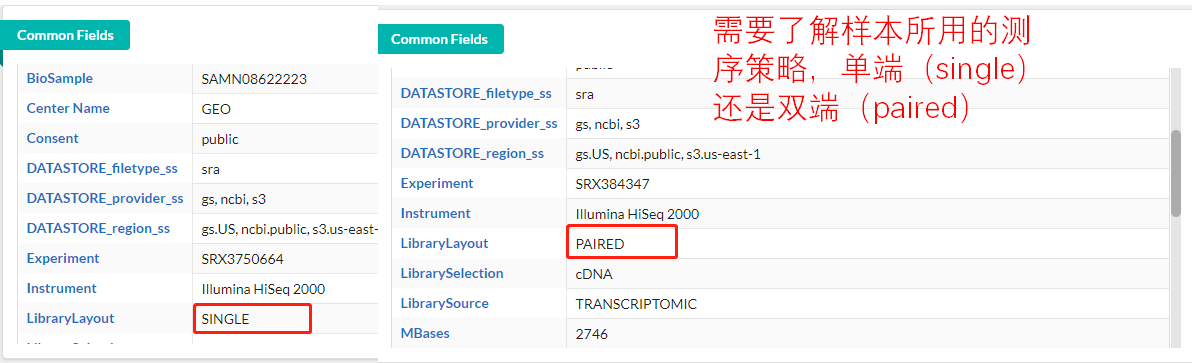 Common Fields
BioSample SAMN08622223
Center Name GEO
Consent public
DATASTORE_filetype_ss sra
DATASTORE_provider_ss gs, ncbi, s3
DATASTORE_region_ss gs.US, ncbi.public, s3.us-east-
Experiment SRX3750664
Instrument Illumina HiSeq 2000
LibraryLayout SINGLE
Common Fields
DATASTORE_filetype_ss sra
DATASTORE_provider_ss gs, ncbi, s3
DATASTORE_region_ss gs.US, ncbi.public, s3.us-east-1
Experiment SRX384347
Instrument Illumina HiSeq 2000
LibraryLayout PAIRED
LibrarySelection cDNA
LibrarySource TRANSCRIPTOMIC
MBases 2746
需要了解样本所用的测
序策略，单端（single）
还是双端（paired）